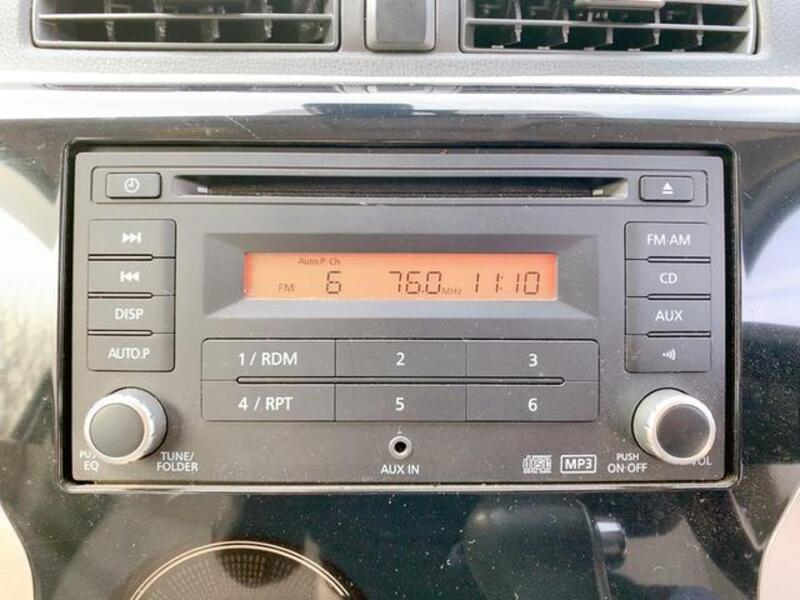 FM·AM
Auto.P Ch
FM 6 76.0 MHz 11:10
CD
DISP
AUX
AUTO.P
1 / RDM 2 3
4 / RPT 5 6
EQ
TUNE/
FOLDER
AUX IN
disc
MP3
PUSH
ON·OFF
VOL